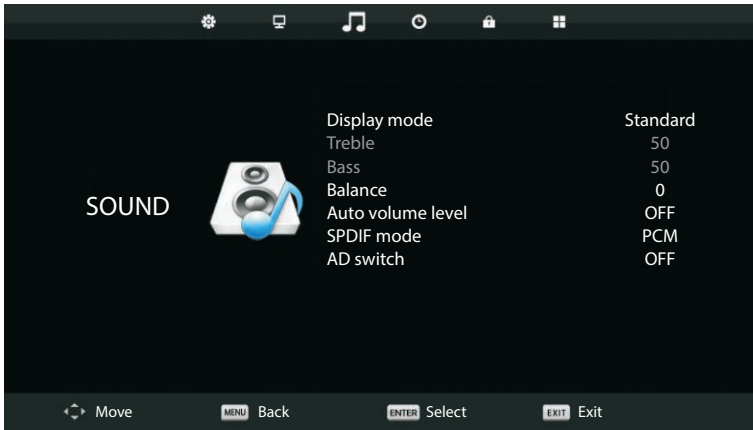 Display mode Standard
Treble 50
Bass 50
Balance 0
SOUND
Auto volume level OFF
SPDIF mode PCM
AD switch OFF
Move MENU Back ENTER Select EXIT Exit